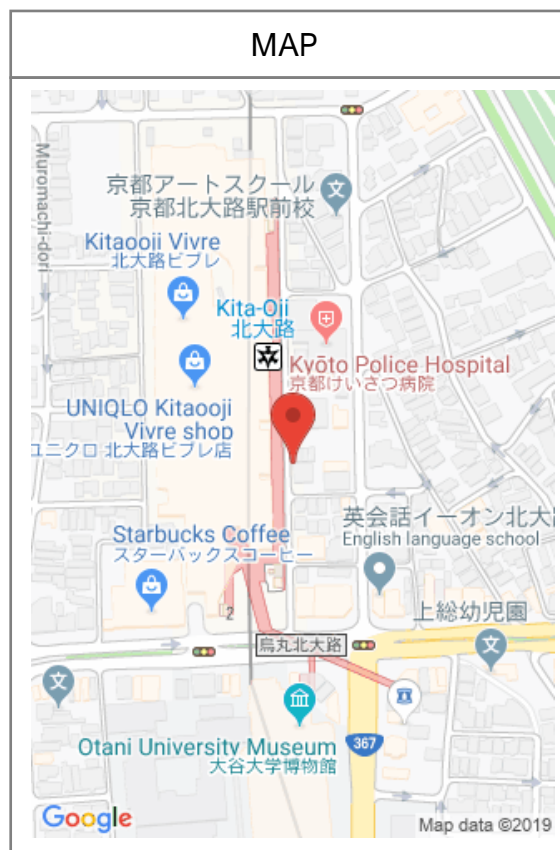 MAP
Muromachi-dori
京都アートスクール
京都北大路駅前校
Kitaooji Vivre
北大路ビブレ
Kita-Oji
北大路
Kyōto Police Hospital
京都けいさつ病院
UNIQLO Kitaooji
Vivre shop
ユニクロ 北大路ビブレ店
英会話イーオン北大
English language school
Starbucks Coffee
スターバックスコーヒー
2
上総幼児園
烏丸北大路
文
文
文
367
Otani University Museum
大谷大学博物館
Google
Map data ©2019